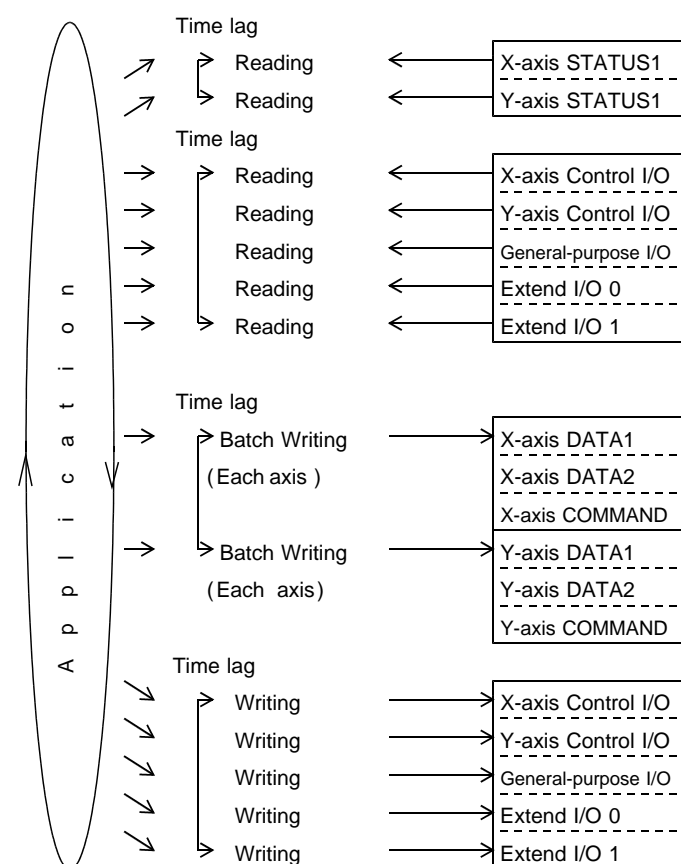 Application
Time lag
Reading X-axis STATUS1
Reading Y-axis STATUS1
Time lag
Reading X-axis Control I/O
Reading Y-axis Control I/O
Reading General-purpose I/O
Reading Extend I/O 0
Reading Extend I/O 1
Time lag
Batch Writing X-axis DATA1
(Each axis ) X-axis DATA2
X-axis COMMAND
Batch Writing Y-axis DATA1
(Each axis) Y-axis DATA2
Y-axis COMMAND
Time lag
Writing X-axis Control I/O
Writing Y-axis Control I/O
Writing General-purpose I/O
Writing Extend I/O 0
Writing Extend I/O 1